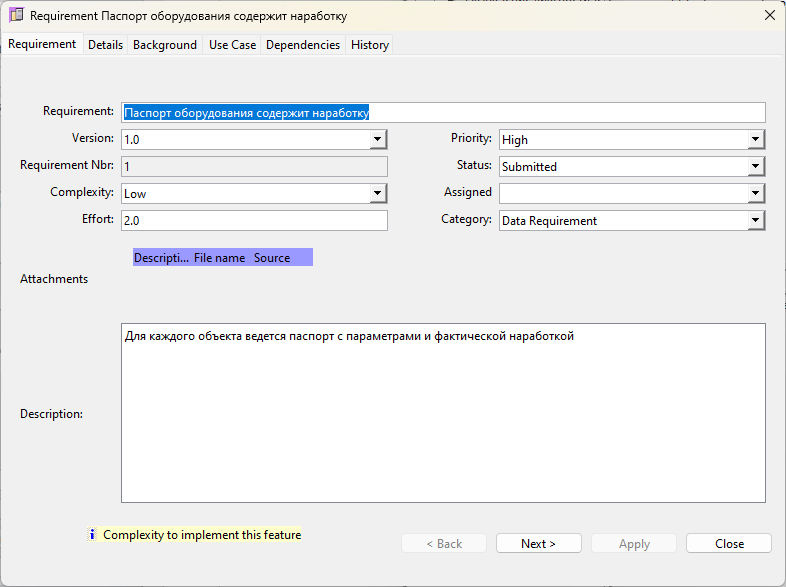 Requirement Паспорт оборудования содержит наработку
Requirement Details Background Use Case Dependencies History
Requirement: Паспорт оборудования содержит наработку
Version: 1.0 Priority: High
Requirement Nbr: 1 Status: Submitted
Complexity: Low Assigned
Effort: 2.0 Category: Data Requirement
Descripti... File name Source
Attachments
Для каждого объекта ведется паспорт с параметрами и фактической наработкой
Description:
i Complexity to implement this feature
< Back Next > Apply Close